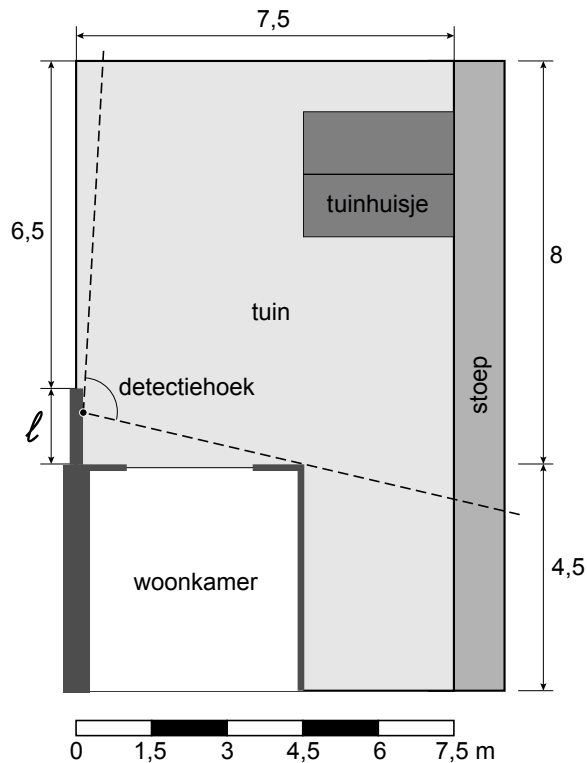 7,5
6,5
tuinhuisje
8
tuin
detectiehoek
stoep
ℓ
woonkamer
4,5
0 1,5 3 4,5 6 7,5 m